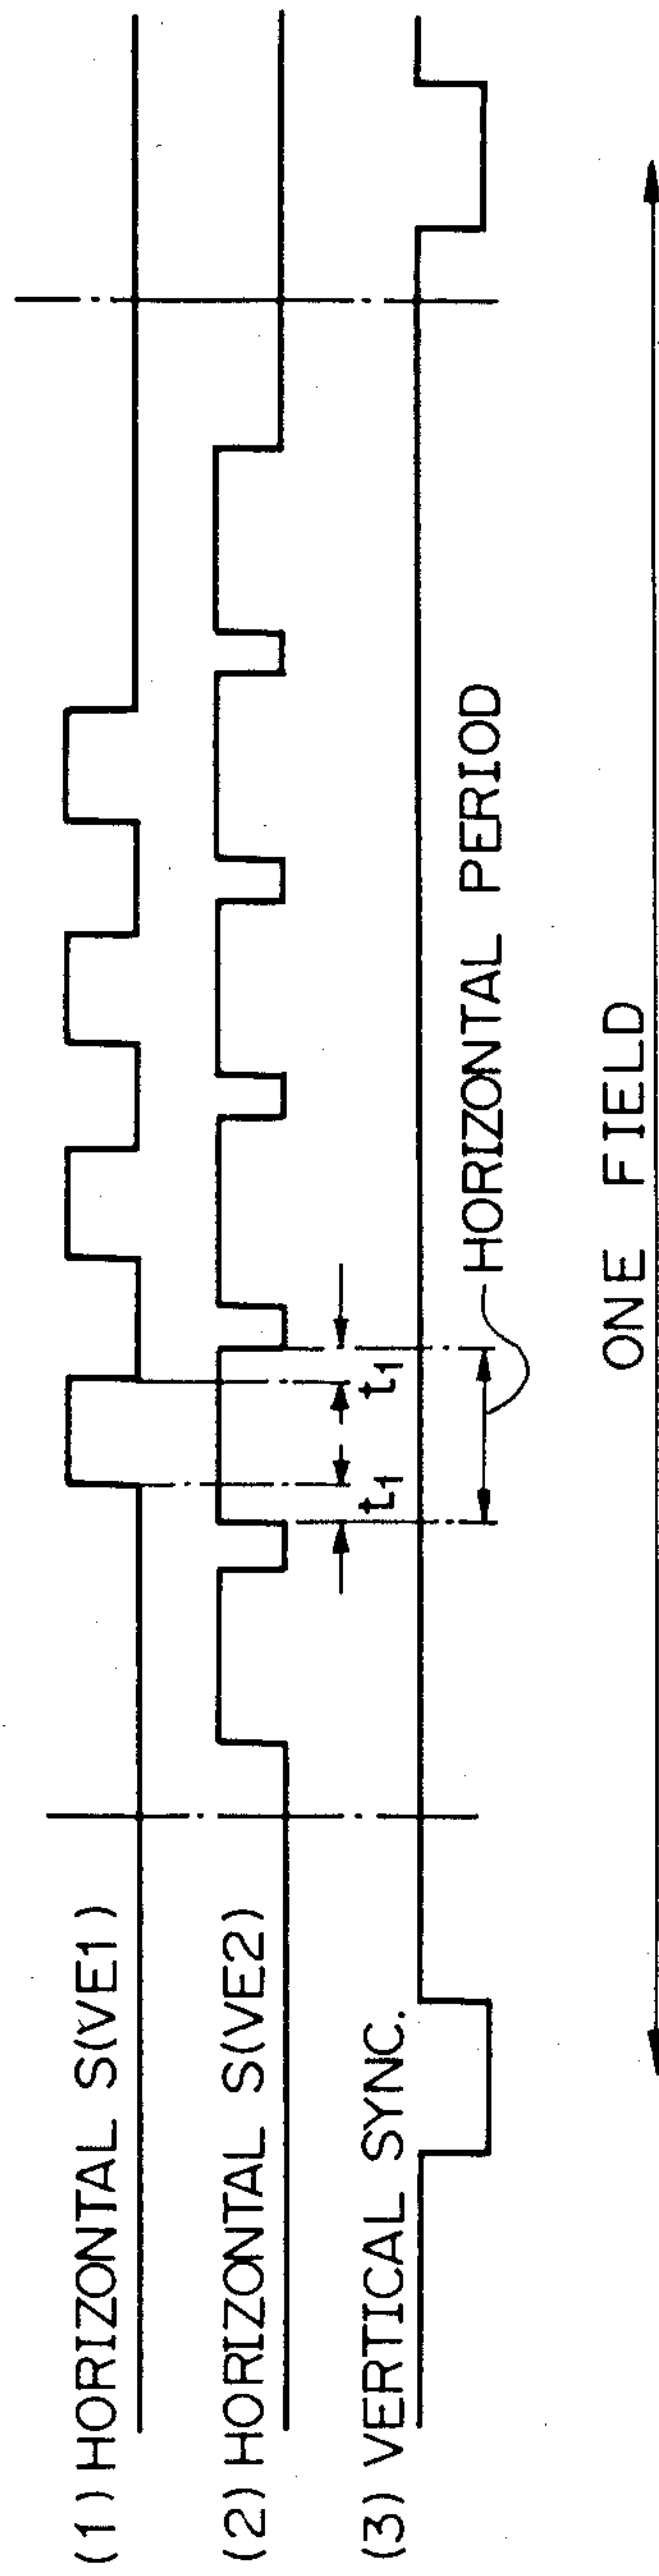 (1) HORIZONTAL S(VE1)
(2) HORIZONTAL S(VE2)
t1 t1
(3) VERTICAL SYNC.
HORIZONTAL PERIOD
ONE FIELD